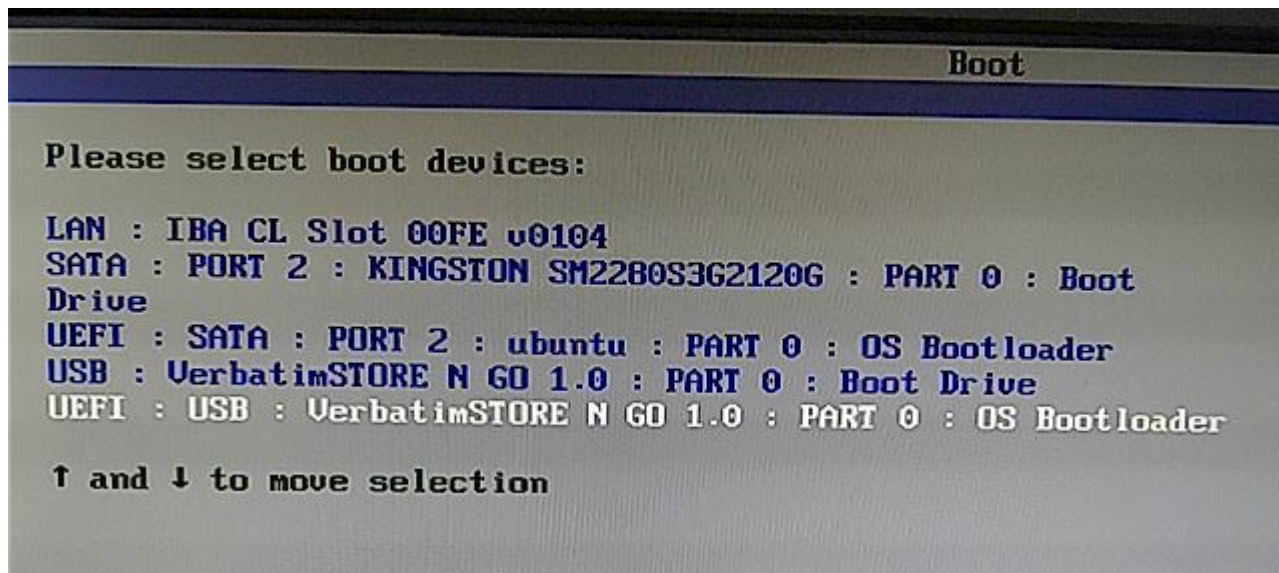 Boot
Please select boot devices:
LAN : IBA CL Slot 00FE v0104
SATA : PORT 2 : KINGSTON SM2280S3G2120G : PART 0 : Boot
Drive
UEFI : SATA : PORT 2 : ubuntu : PART 0 : OS Bootloader
USB : VerbatimSTORE N GO 1.0 : PART 0 : Boot Drive
UEFI : USB : VerbatimSTORE N GO 1.0 : PART 0 : OS Bootloader
↑ and ↓ to move selection